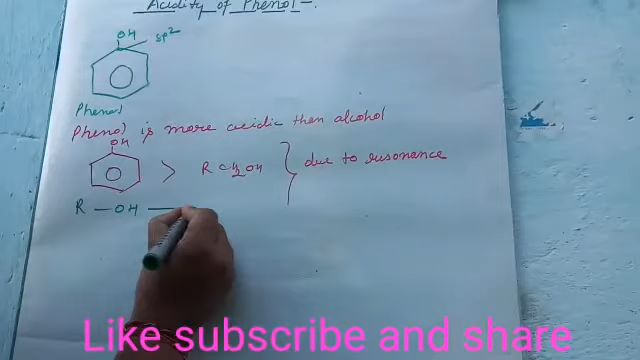 Acidity of Phenol -.
OH sp²
Phenol
Phenol is more acidic then alcohol
OH > R CH₂OH } due to resonance
R — OH —
Like subscribe and share